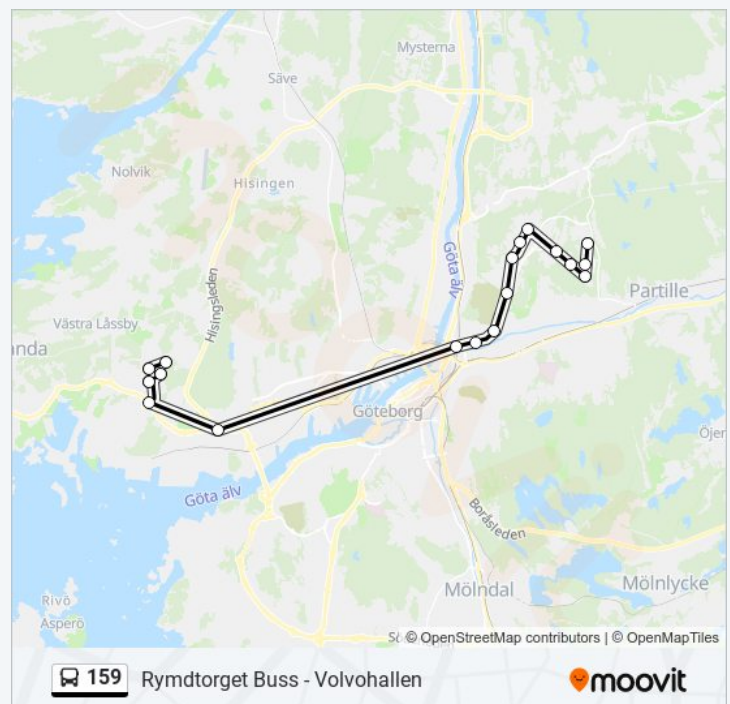 Mysterna
Säve
Nolvik
Hisingen
Göta älv
Hisingsleden
Partille
Västra Låssby
anda
Göteborg
Öjer
Göta älv
Boråsleden
Mölndal
Mölnlycke
Rivö
Asperö
© OpenStreetMap contributors | © OpenMapTiles
159 Rymdtorget Buss - Volvohallen
moovit